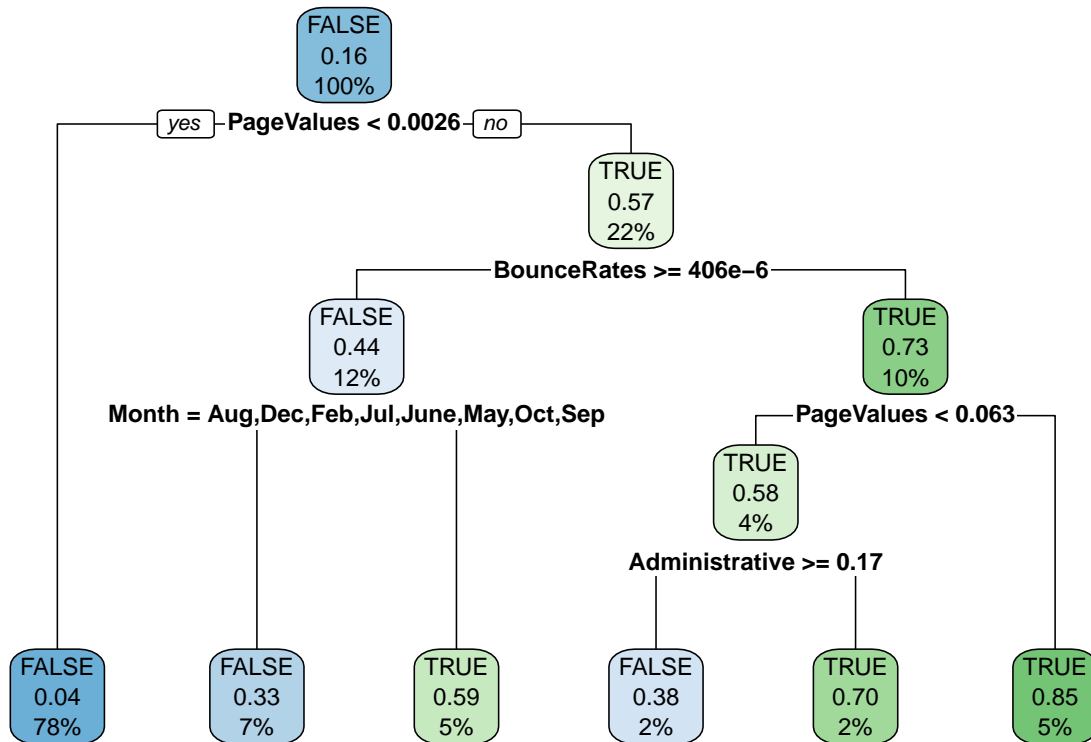 FALSE
0.16
100%
yes PageValues < 0.0026 no
TRUE
0.57
22%
BounceRates >= 406e−6
FALSE
0.44
12%
TRUE
0.73
10%
Month = Aug,Dec,Feb,Jul,June,May,Oct,Sep
PageValues < 0.063
TRUE
0.58
4%
Administrative >= 0.17
FALSE
0.04
78%
FALSE
0.33
7%
TRUE
0.59
5%
FALSE
0.38
2%
TRUE
0.70
2%
TRUE
0.85
5%